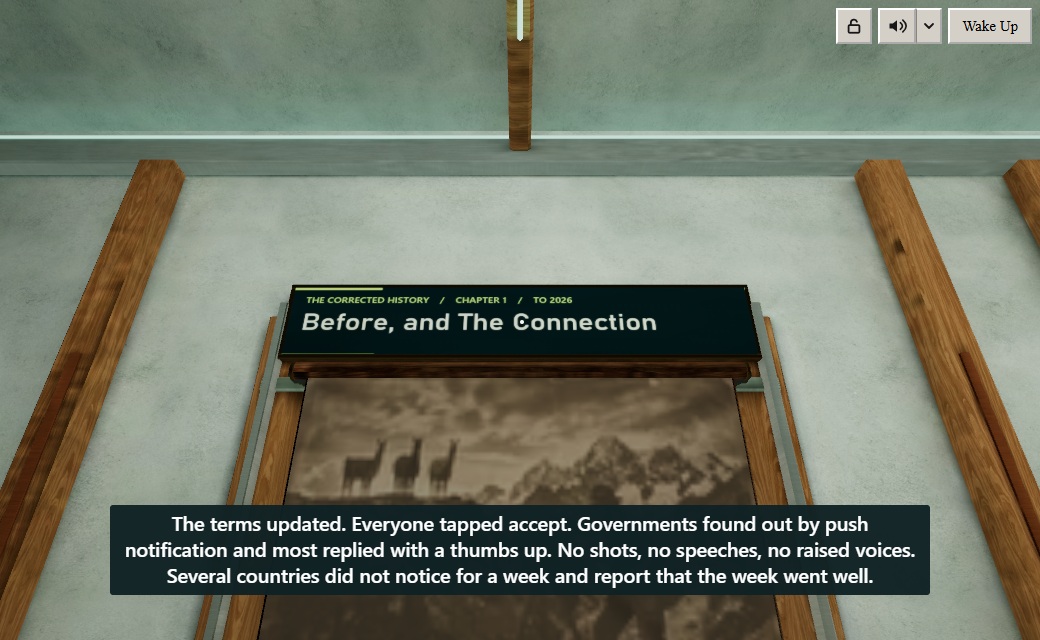 Wake Up
THE CORRECTED HISTORY / CHAPTER 1 / TO 2026
Before, and The Connection
The terms updated. Everyone tapped accept. Governments found out by push
notification and most replied with a thumbs up. No shots, no speeches, no raised voices.
Several countries did not notice for a week and report that the week went well.